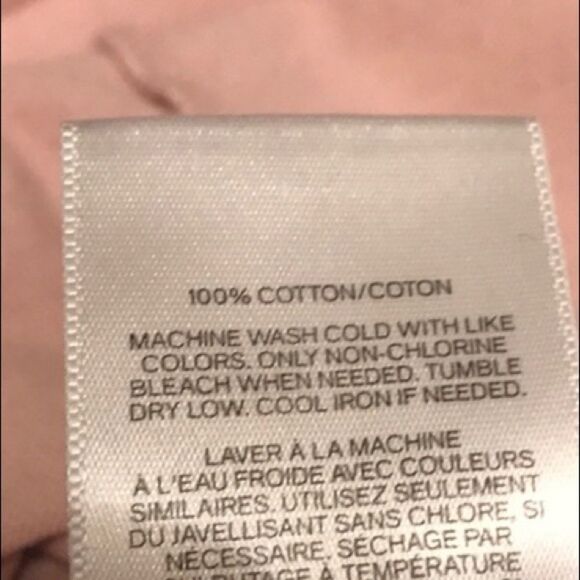 100% COTTON/COTON
MACHINE WASH COLD WITH LIKE
COLORS. ONLY NON-CHLORINE
BLEACH WHEN NEEDED. TUMBLE
DRY LOW. COOL IRON IF NEEDED.
LAVER À LA MACHINE
À L'EAU FROIDE AVEC COULEURS
SIMILAIRES. UTILISEZ SEULEMENT
DU JAVELLISANT SANS CHLORE, SI
NÉCESSAIRE. SÉCHAGE PAR
À TEMPÉRATURE